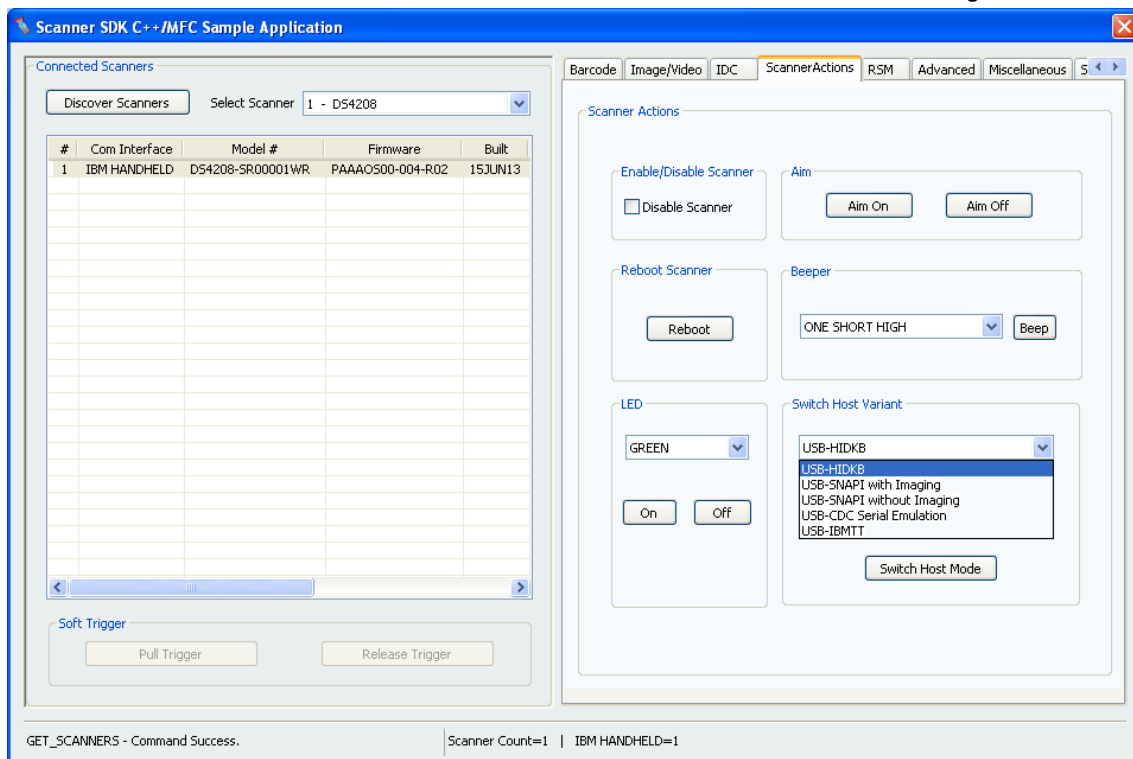 Scanner SDK C++/MFC Sample Application
Connected Scanners
Discover Scanners
Select Scanner
1 - DS4208
# Com Interface Model # Firmware Built
1 IBM HANDHELD DS4208-SR00001WR PAAAOS00-004-R02 15JUN13
Soft Trigger
Pull Trigger
Release Trigger
Barcode Image/Video IDC ScannerActions RSM Advanced Miscellaneous S
Scanner Actions
Enable/Disable Scanner
Disable Scanner
Aim
Aim On
Aim Off
Reboot Scanner
Reboot
Beeper
ONE SHORT HIGH
Beep
LED
GREEN
On
Off
Switch Host Variant
USB-HIDKB
USB-HIDKB
USB-SNAPI with Imaging
USB-SNAPI without Imaging
USB-CDC Serial Emulation
USB-IBMTT
Switch Host Mode
GET_SCANNERS - Command Success.
Scanner Count=1 | IBM HANDHELD=1